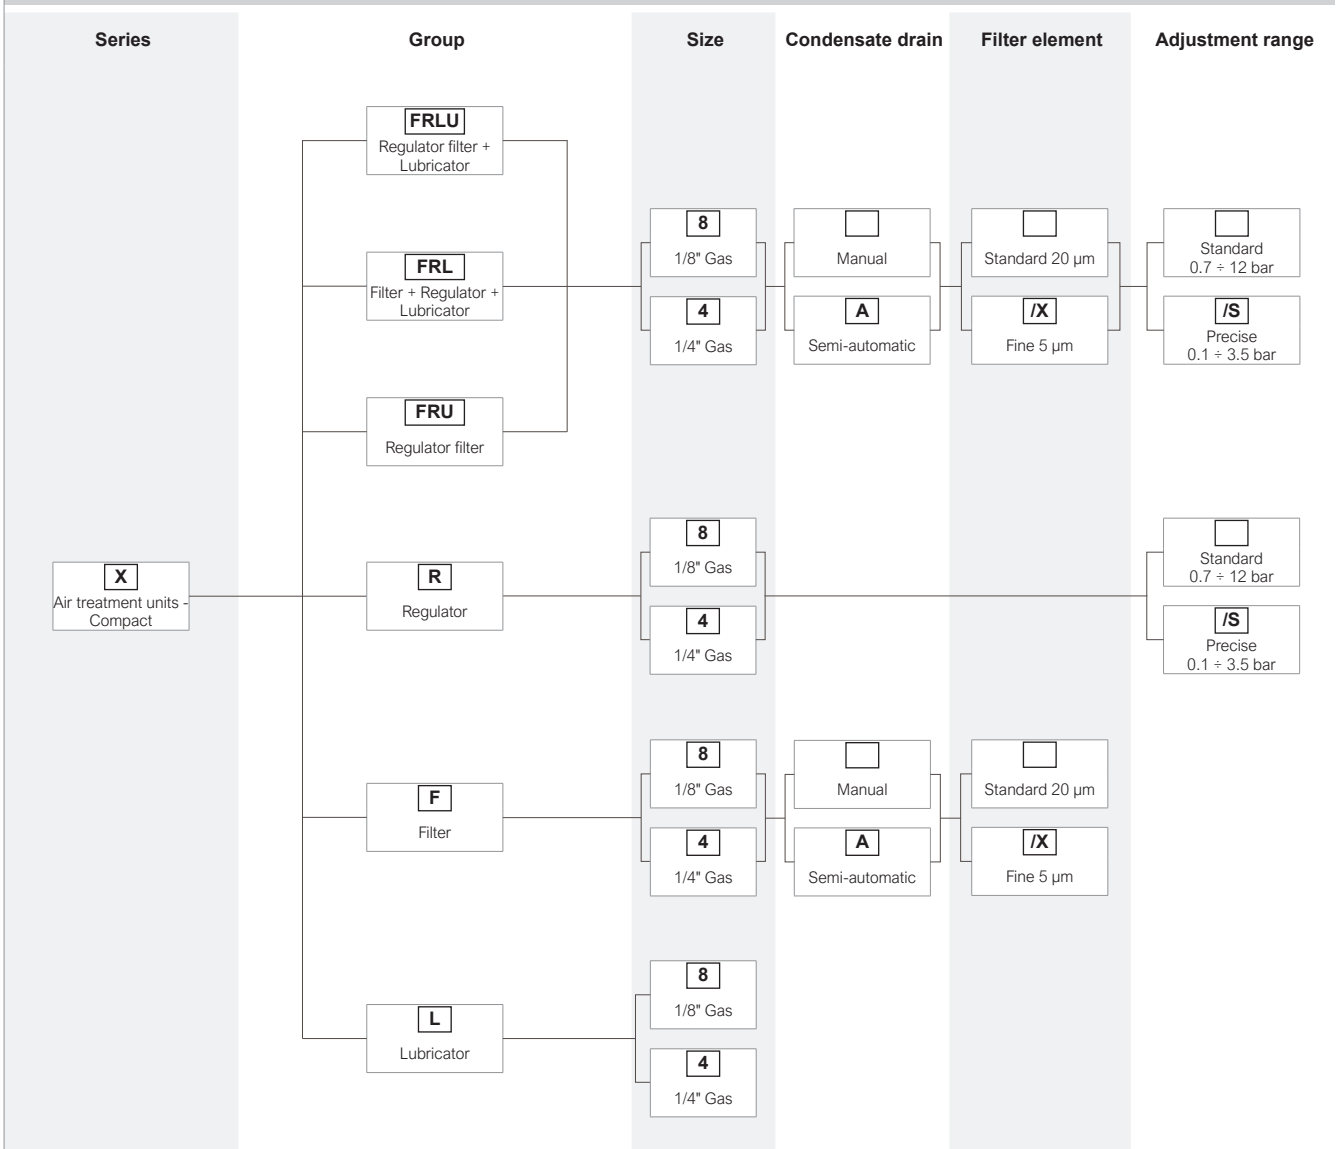 Series
Group
Size
Condensate drain
Filter element
Adjustment range
FRLU
Regulator filter +
Lubricator
FRL
Filter + Regulator +
Lubricator
FRU
Regulator filter
8
1/8" Gas
4
1/4" Gas
Manual
A
Semi-automatic
Standard 20 µm
/X
Fine 5 µm
Standard
0.7 ÷ 12 bar
/S
Precise
0.1 ÷ 3.5 bar
X
Air treatment units -
Compact
R
Regulator
8
1/8" Gas
4
1/4" Gas
Standard
0.7 ÷ 12 bar
/S
Precise
0.1 ÷ 3.5 bar
F
Filter
8
1/8" Gas
4
1/4" Gas
Manual
A
Semi-automatic
Standard 20 µm
/X
Fine 5 µm
L
Lubricator
8
1/8" Gas
4
1/4" Gas